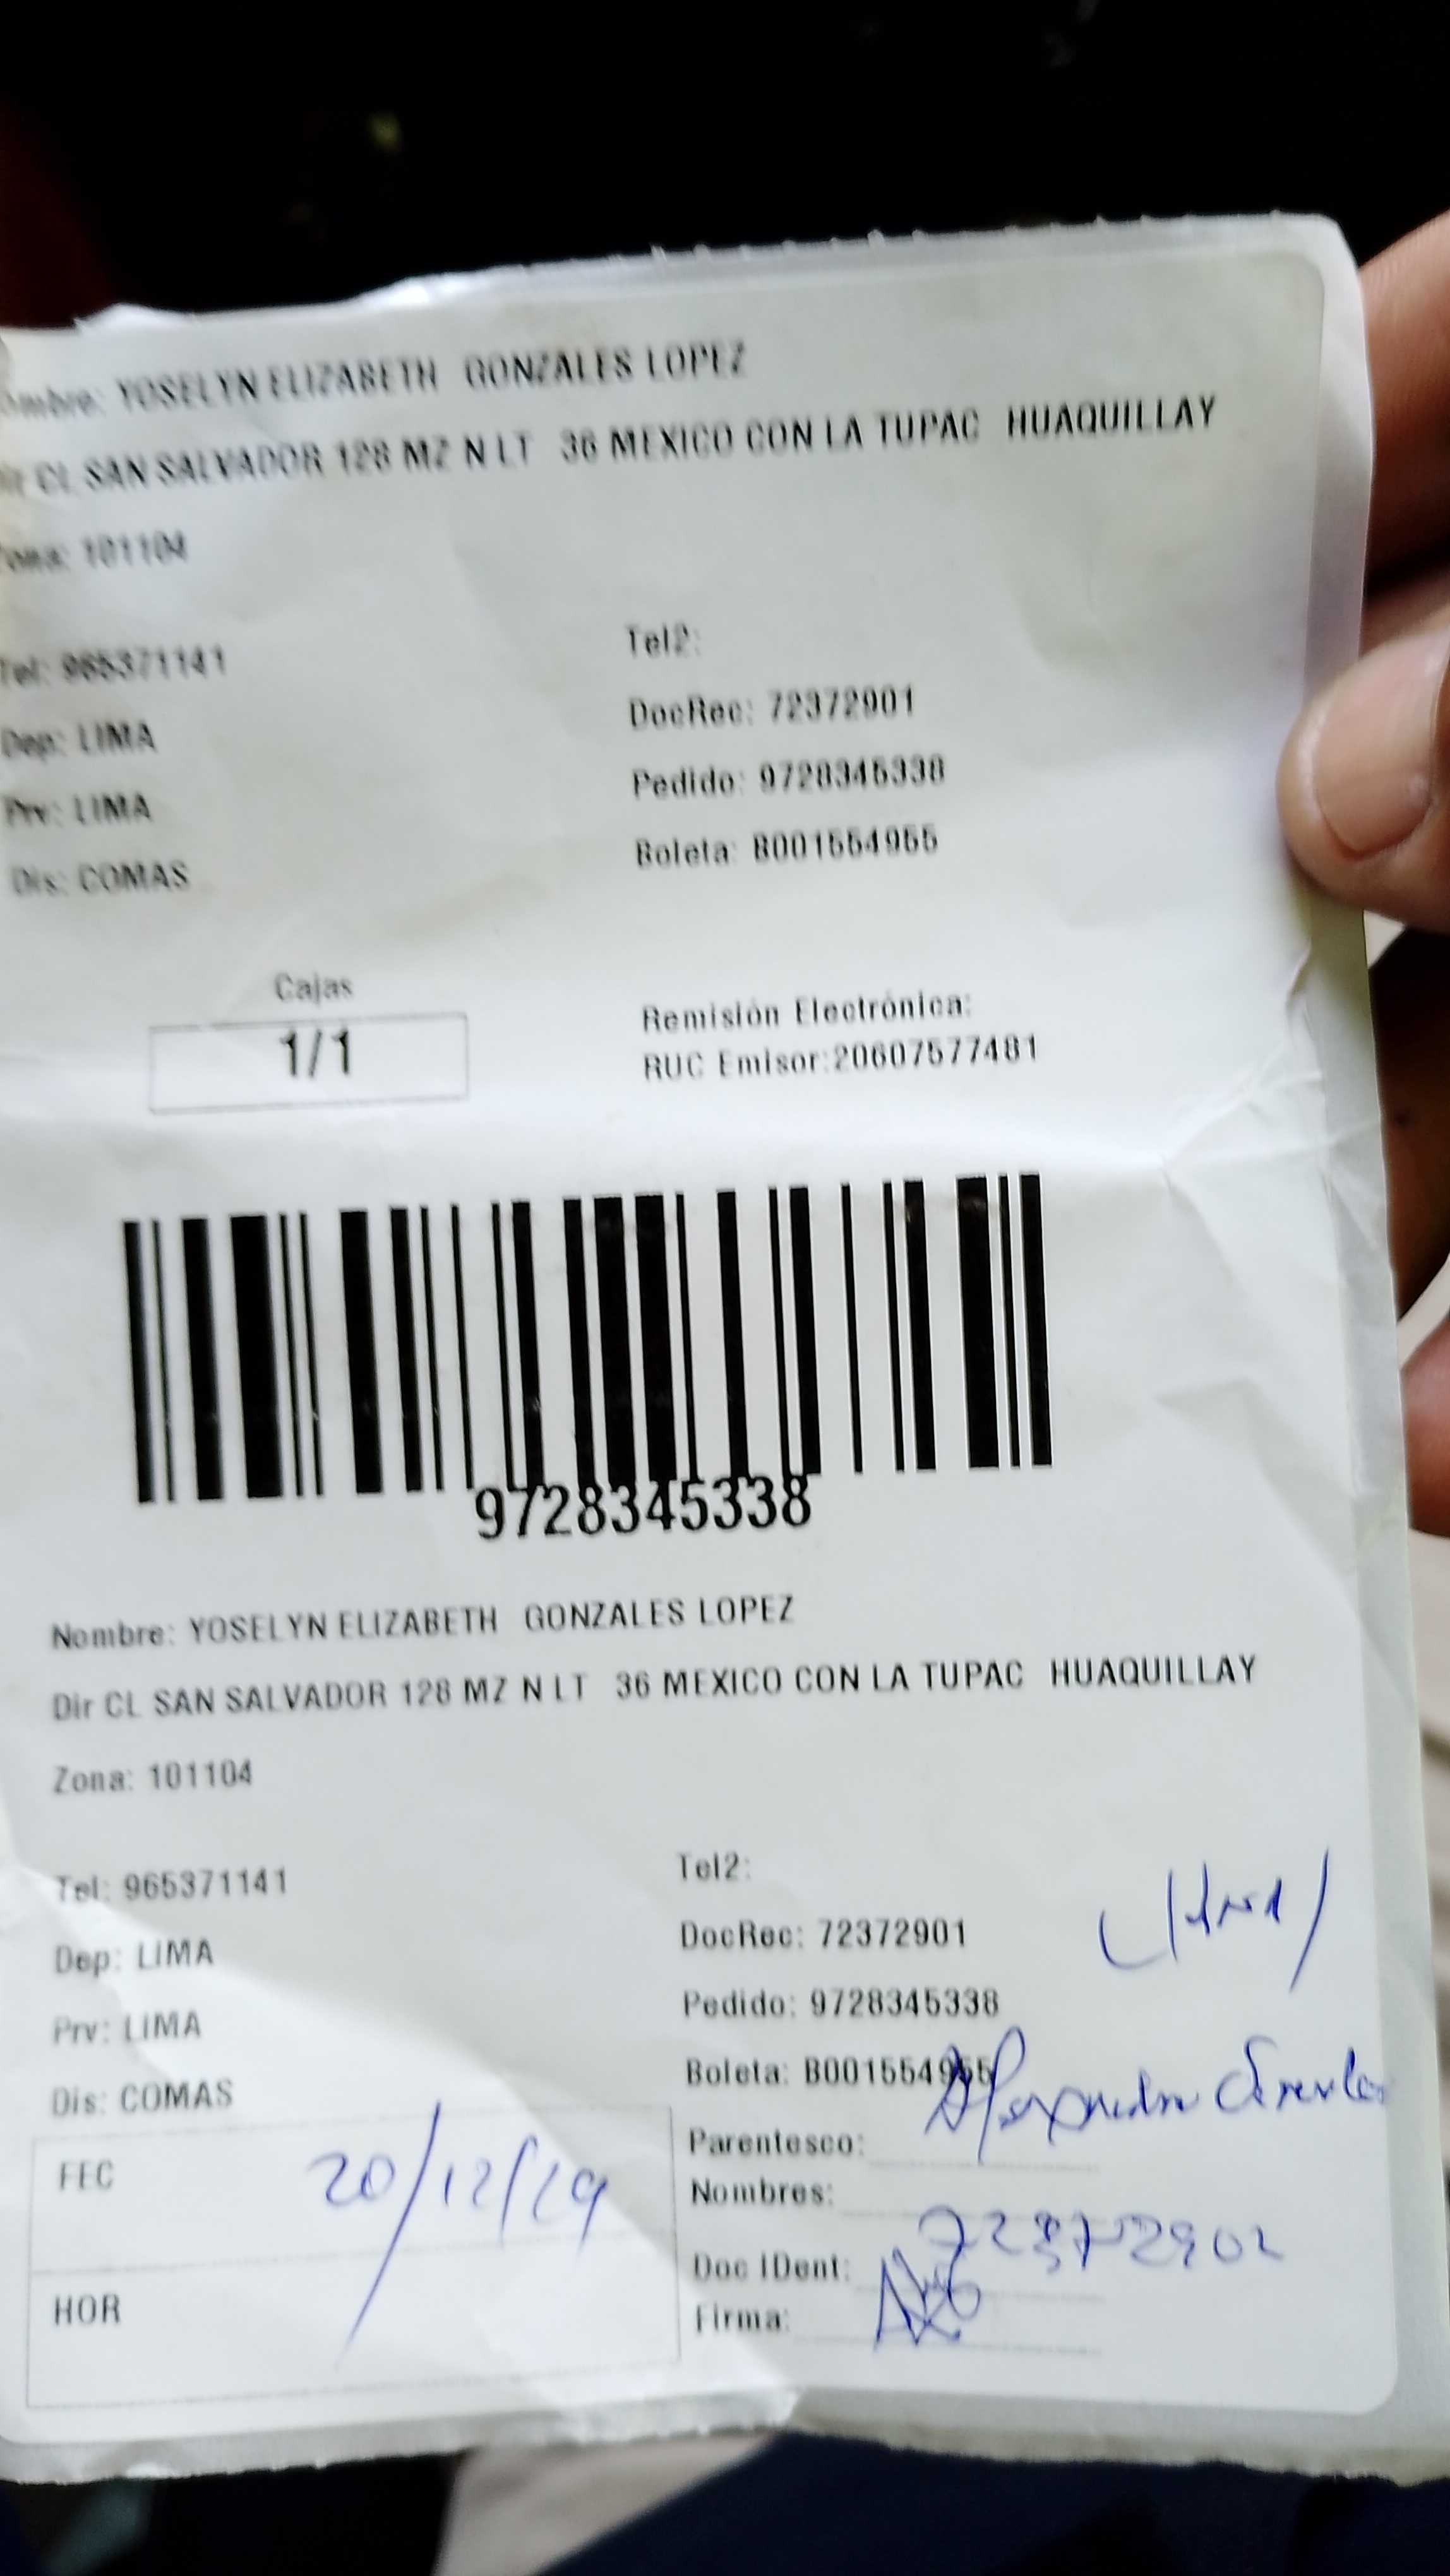 ombre: YOSELYN ELIZABETH GONZALES LOPEZ
Dir CL SAN SALVADOR 128 MZ N LT 36 MEXICO CON LA TUPAC HUAQUILLAY
Zona: 101104
Tel: 965371141
Tel2:
Dep: LIMA
DocRec: 72372901
Prv: LIMA
Pedido: 9728345338
Dis: COMAS
Boleta: B001554955
Cajas
1/1
Remisión Electrónica:
RUC Emisor:20607577481
9728345338
Nombre: YOSELYN ELIZABETH GONZALES LOPEZ
Dir CL SAN SALVADOR 128 MZ N LT 36 MEXICO CON LA TUPAC HUAQUILLAY
Zona: 101104
Tel: 965371141
Tel2:
Dep: LIMA
DocRec: 72372901
Prv: LIMA
Pedido: 9728345338
Dis: COMAS
Boleta: B001554955
Parentesco:
FEC 20/12/
Nombres:
Doc IDent:
HOR
Firma: